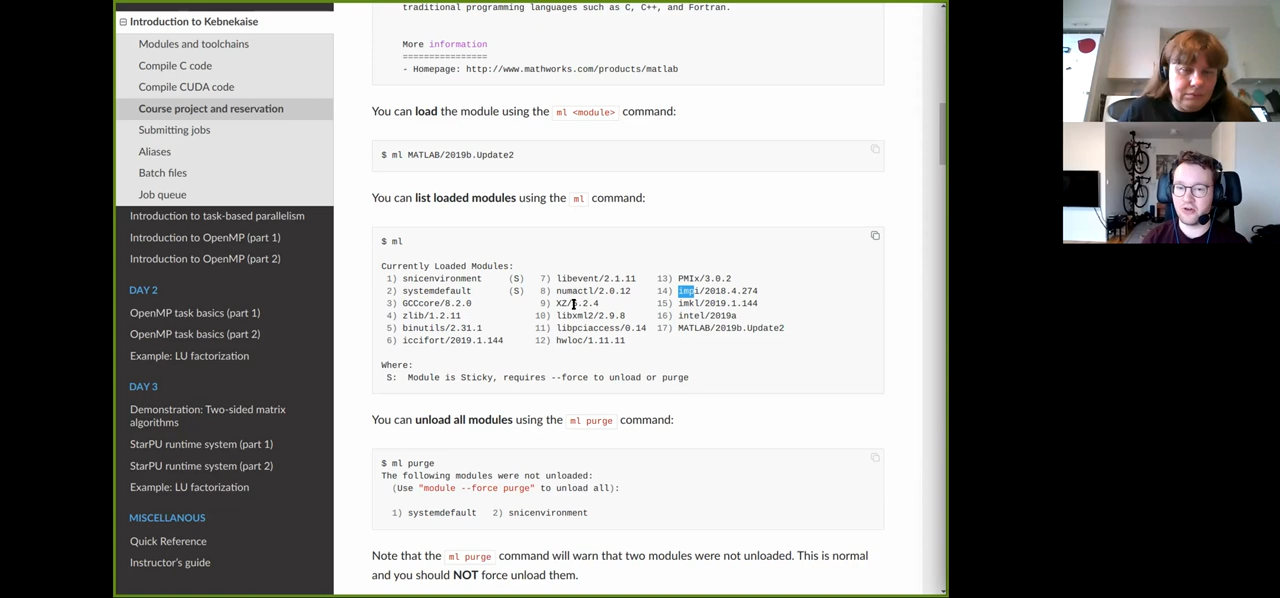 Introduction to Kebnekaise
Modules and toolchains
Compile C code
Compile CUDA code
Course project and reservation
Submitting jobs
Aliases
Batch files
Job queue
Introduction to task-based parallelism
Introduction to OpenMP (part 1)
Introduction to OpenMP (part 2)
DAY 2
OpenMP task basics (part 1)
OpenMP task basics (part 2)
Example: LU factorization
DAY 3
Demonstration: Two-sided matrix
algorithms
StarPU runtime system (part 1)
StarPU runtime system (part 2)
Example: LU factorization
MISCELLANOUS
Quick Reference
Instructor's guide
traditional programming languages such as C, C++, and Fortran.
More information
================
- Homepage: http://www.mathworks.com/products/matlab
You can load the module using the ml <module> command:
$ ml MATLAB/2019b.Update2
You can list loaded modules using the ml command:
$ ml
Currently Loaded Modules:
1) snicenvironment (S) 7) libevent/2.1.11 13) PMIx/3.0.2
2) systemdefault (S) 8) numactl/2.0.12 14) impi/2018.4.274
3) GCCcore/8.2.0 9) XZ/5.2.4 15) imkl/2019.1.144
4) zlib/1.2.11 10) libxml2/2.9.8 16) intel/2019a
5) binutils/2.31.1 11) libpciaccess/0.14 17) MATLAB/2019b.Update2
6) iccifort/2019.1.144 12) hwloc/1.11.11
Where:
S: Module is Sticky, requires --force to unload or purge
You can unload all modules using the ml purge command:
$ ml purge
The following modules were not unloaded:
(Use "module --force purge" to unload all):
1) systemdefault 2) snicenvironment
Note that the ml purge command will warn that two modules were not unloaded. This is normal
and you should NOT force unload them.